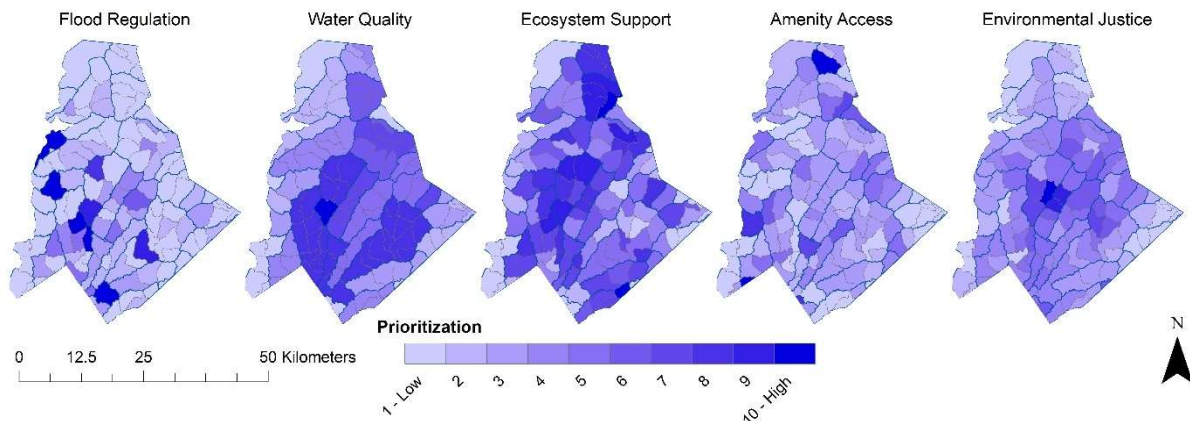 Flood Regulation Water Quality Ecosystem Support Amenity Access Environmental Justice
Prioritization
N
0 12.5 25 50 Kilometers
1 - Low 2 3 4 5 6 7 8 9 10 - High